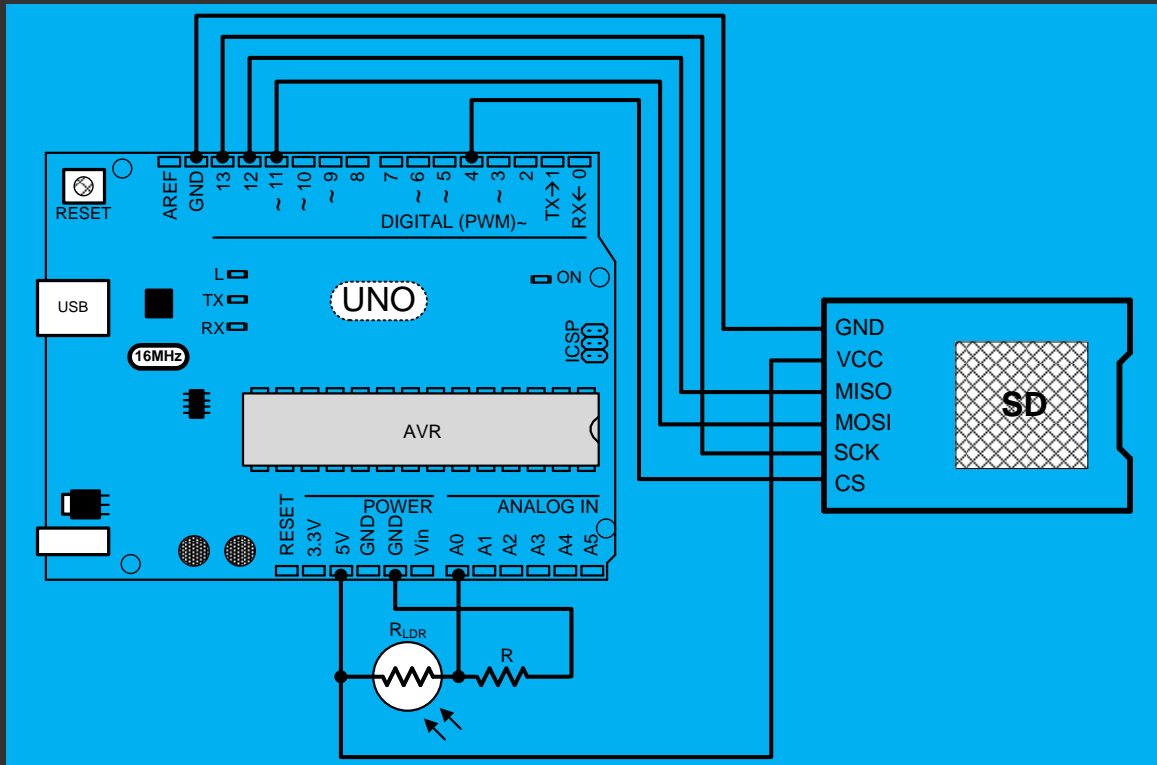 AREF
GND
13
12
~ 11
~ 10
~ 9
8
7
~ 6
~ 5
4
~ 3
2
TX→1
RX← 0
RESET
DIGITAL (PWM)~
L
TX
RX
UNO
ON
USB
16MHz
ICSP
AVR
GND
VCC
MISO
MOSI
SCK
CS
SD
POWER
ANALOG IN
RESET
3.3V
5V
GND
GND
Vin
A0
A1
A2
A3
A4
A5
RLDR
R